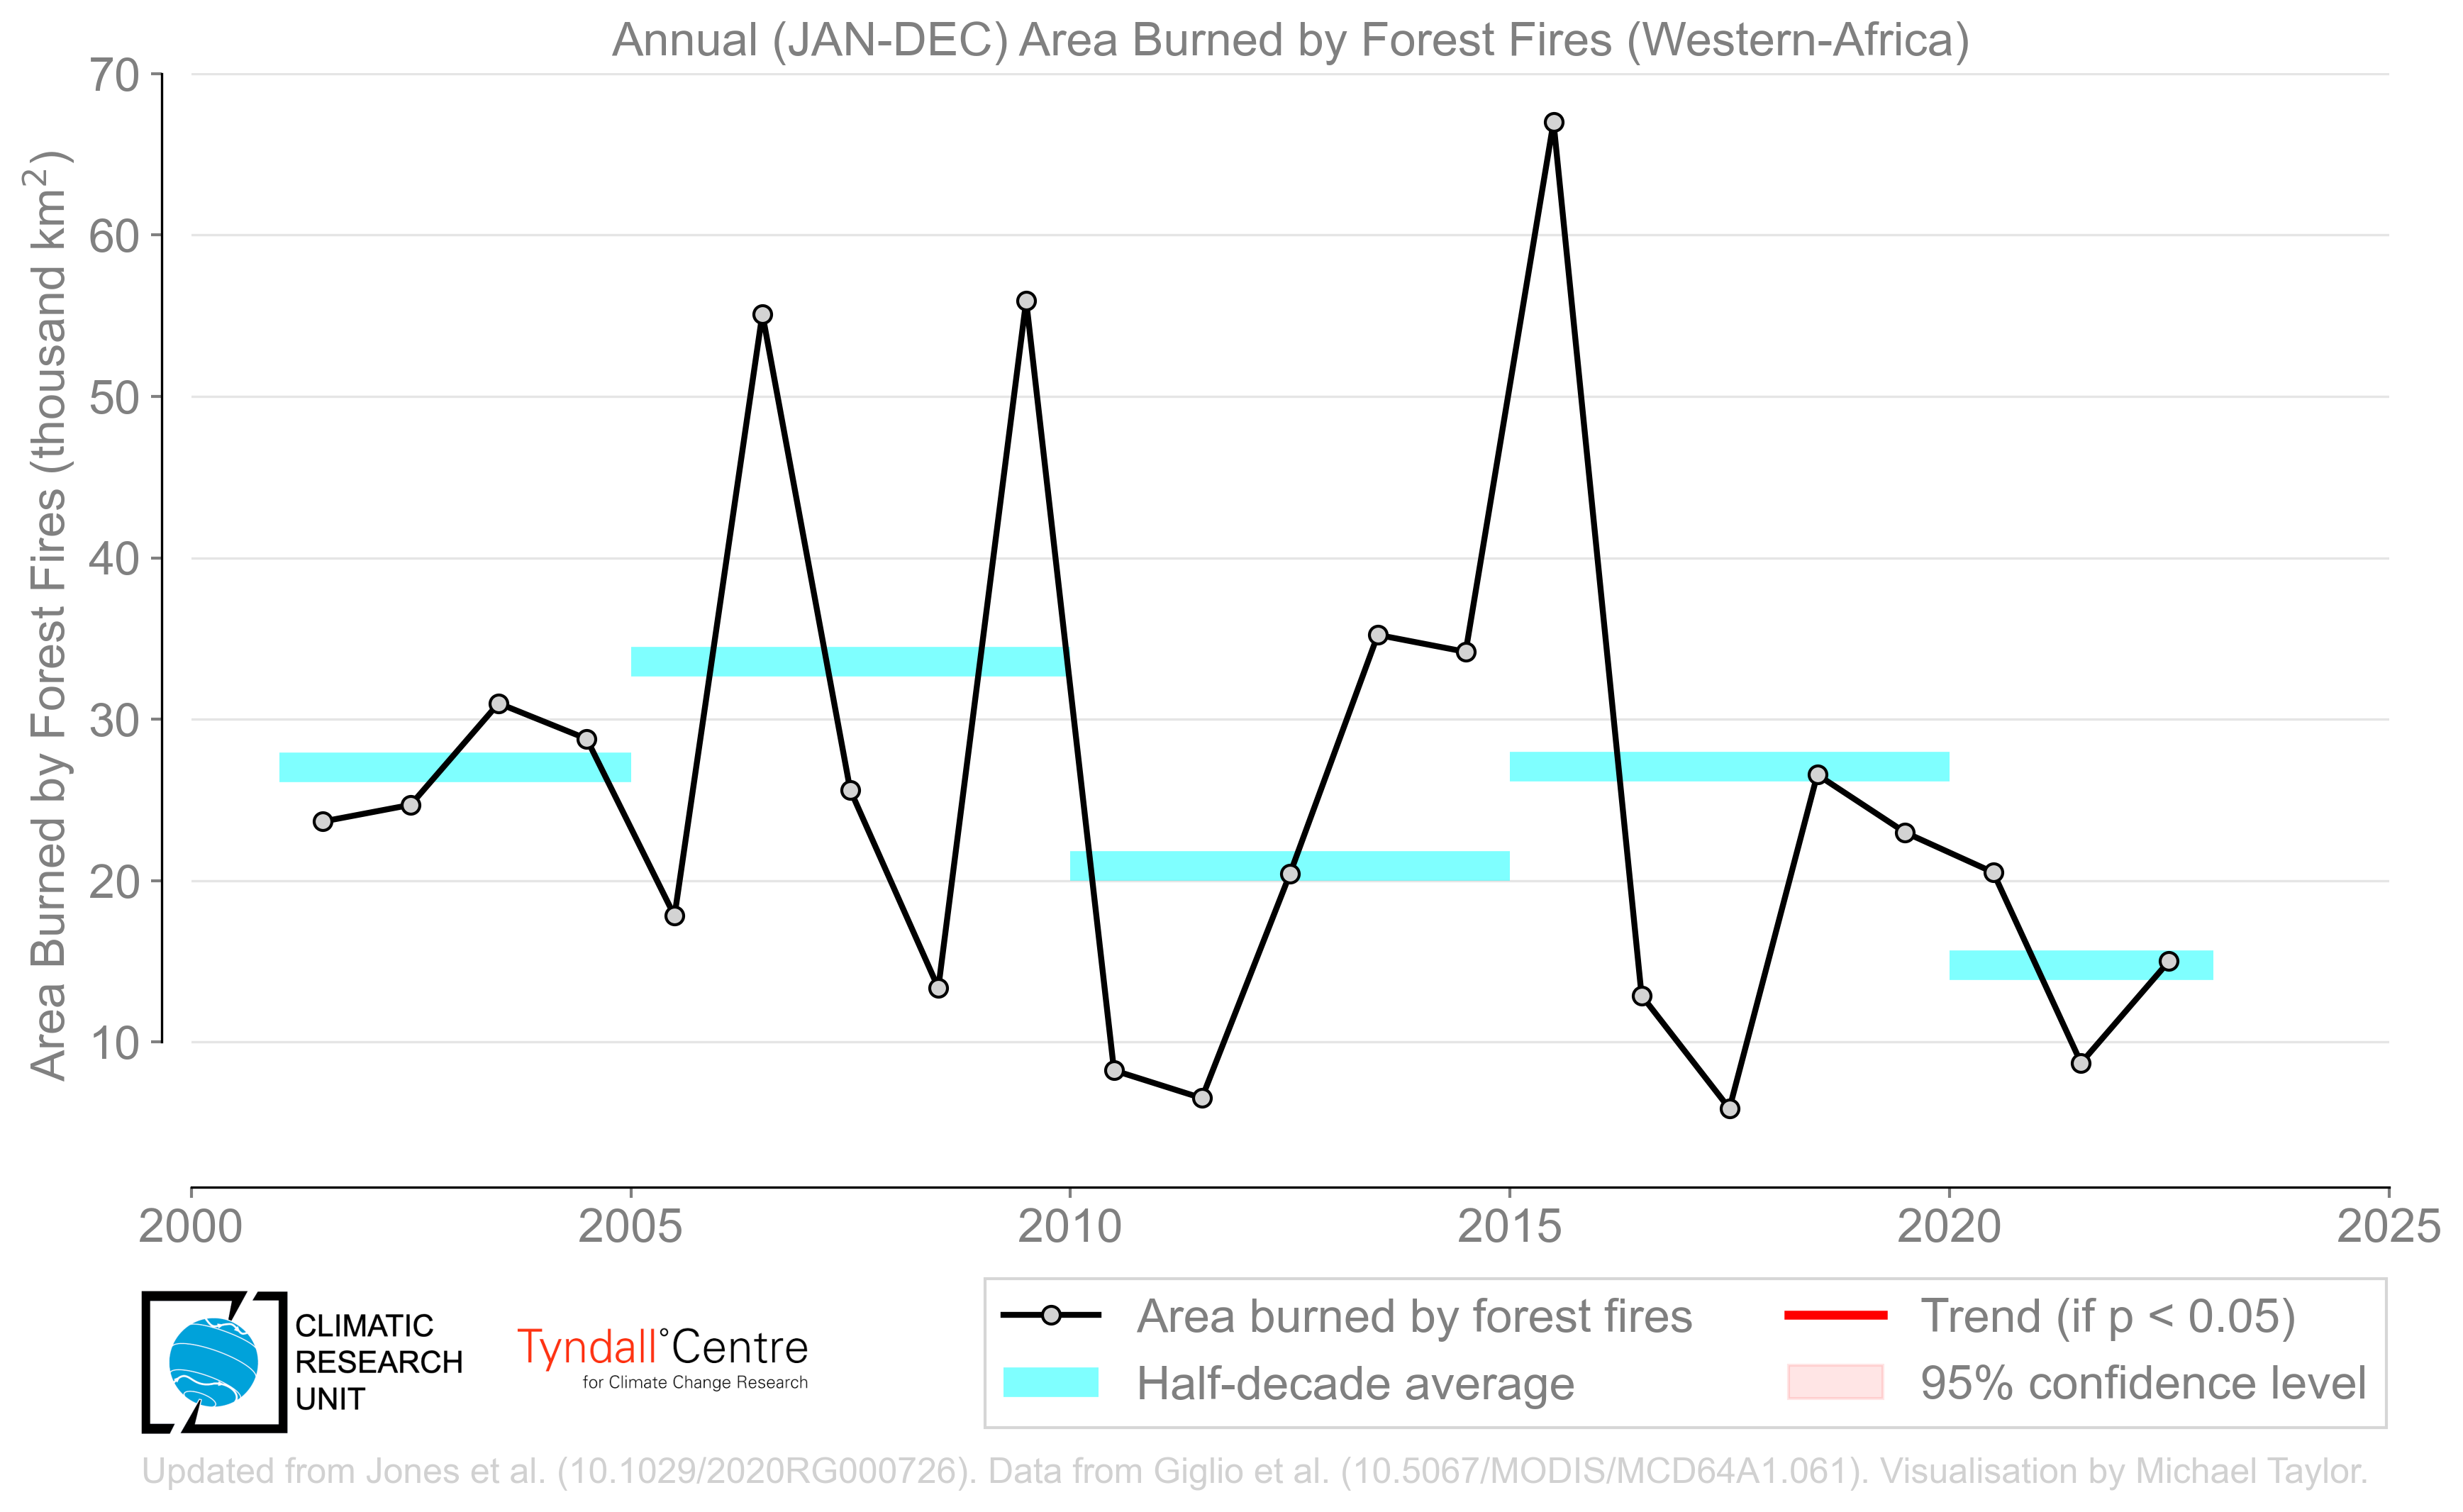 Annual (JAN-DEC) Area Burned by Forest Fires (Western-Africa)
Area Burned by Forest Fires (thousand km²)
70
60
50
40
30
20
10
2000 2005 2010 2015 2020 2025
CLIMATIC
RESEARCH
UNIT
Tyndall°Centre
for Climate Change Research
Area burned by forest fires
Half-decade average
Trend (if p < 0.05)
95% confidence level
Updated from Jones et al. (10.1029/2020RG000726). Data from Giglio et al. (10.5067/MODIS/MCD64A1.061). Visualisation by Michael Taylor.